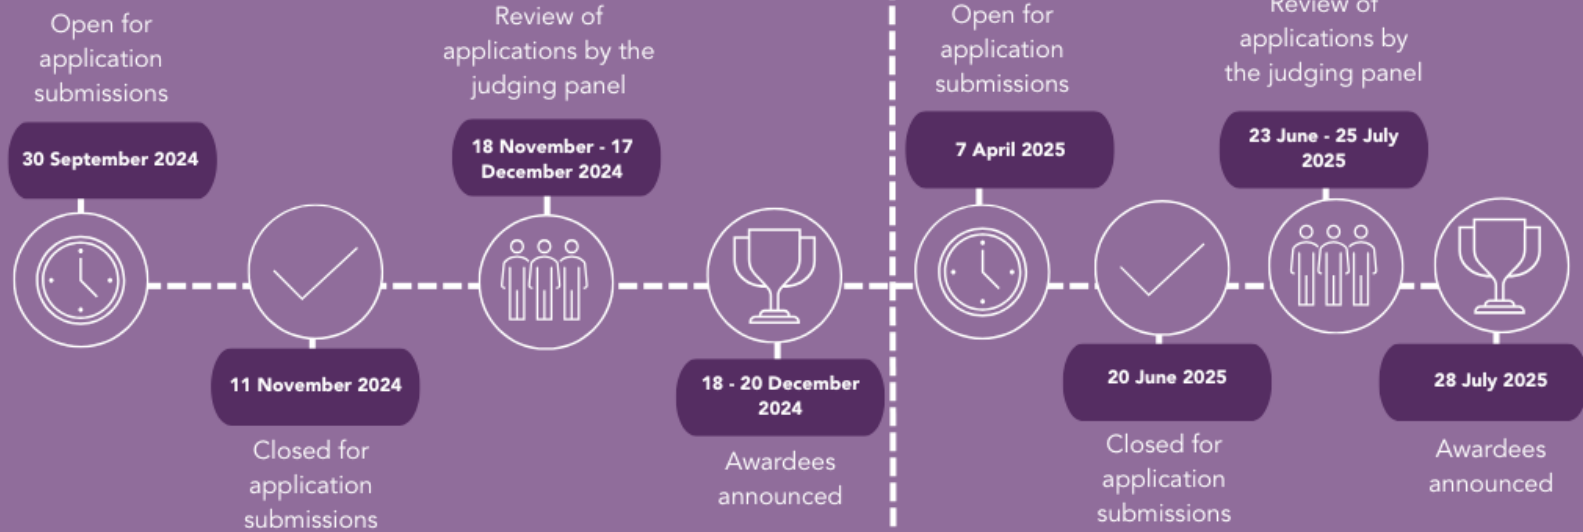 Open for
application
submissions
30 September 2024
11 November 2024
Closed for
application
submissions
Review of
applications by the
judging panel
18 November - 17
December 2024
18 - 20 December
2024
Awardees
announced
Open for
application
submissions
7 April 2025
20 June 2025
Closed for
application
submissions
Review of
applications by
the judging panel
23 June - 25 July
2025
28 July 2025
Awardees
announced